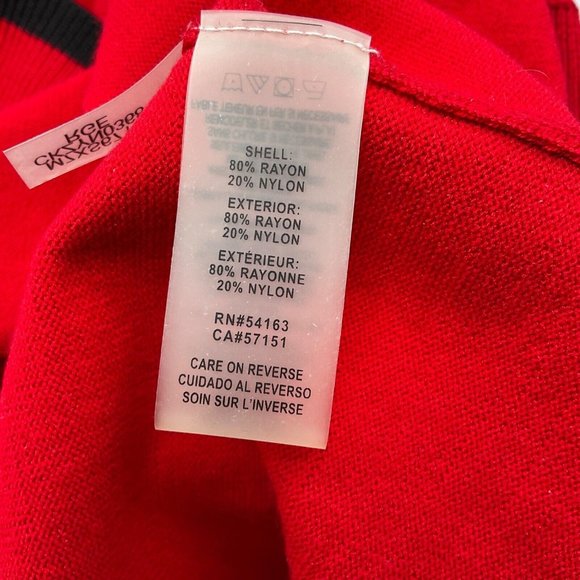 SHELL:
80% RAYON
20% NYLON
EXTERIOR:
80% RAYON
20% NYLON
EXTÉRIEUR:
80% RAYONNE
20% NYLON
RN#54163
CA#57151
CARE ON REVERSE
CUIDADO AL REVERSO
SOIN SUR L'INVERSE
RGE